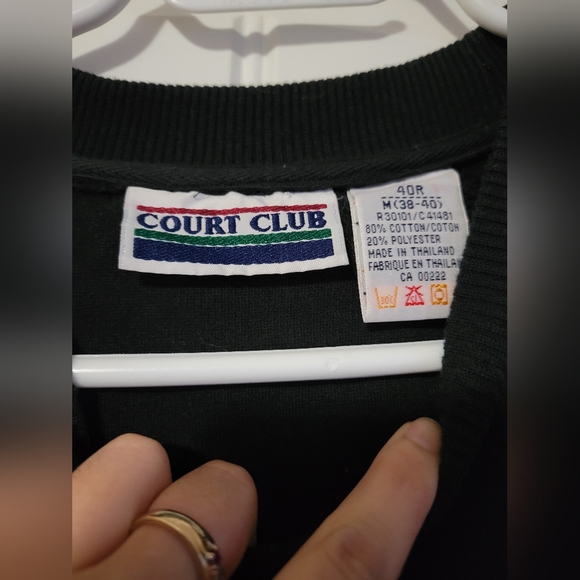 COURT CLUB
40R
M(38-40)
R30101/C41481
80% COTTON/COTON
20% POLYESTER
MADE IN THAILAND
FABRIQUE EN THAILAN
CA 00222